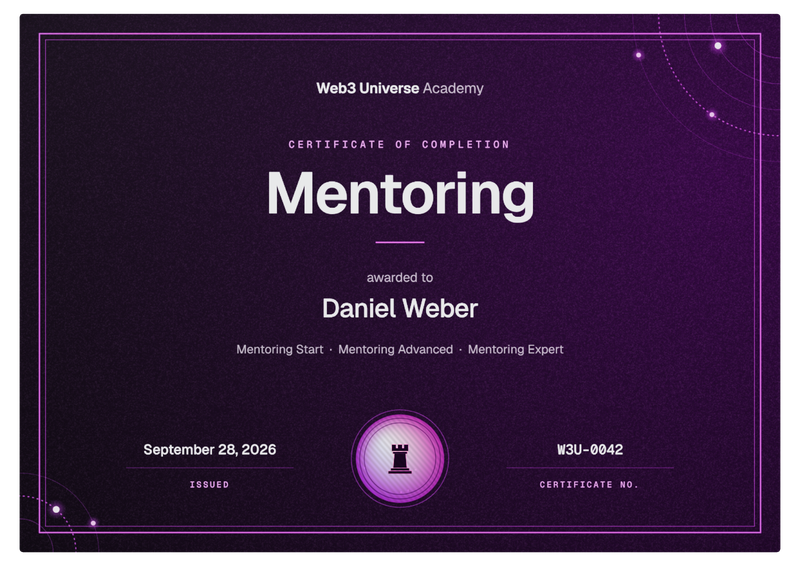 Web3 Universe Academy
CERTIFICATE OF COMPLETION
Mentoring
awarded to
Daniel Weber
Mentoring Start · Mentoring Advanced · Mentoring Expert
September 28, 2026
ISSUED
W3U-0042
CERTIFICATE NO.